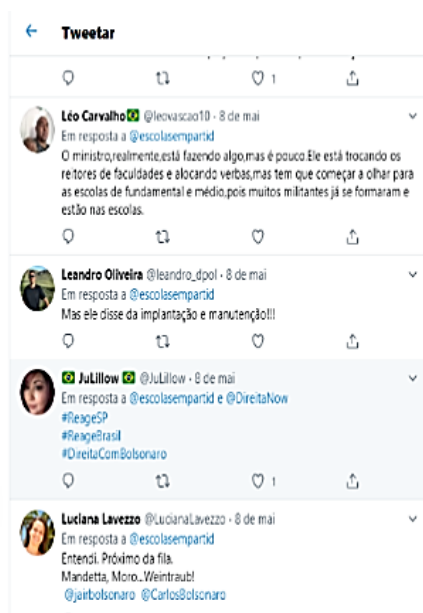 Tweetar
1
Léo Carvalho @leovascao10 · 8 de mai
Em resposta a @escolasempartid
O ministro,realmente,está fazendo algo,mas é pouco.Ele está trocando os
reitores de faculdades e alocando verbas,mas tem que começar a olhar para
as escolas de fundamental e médio,pois muitos militantes já se formaram e
estão nas escolas.
Leandro Oliveira @leandro_dpol · 8 de mai
Em resposta a @escolasempartid
Mas ele disse da implantação e manutenção!!!
JuLillow @JuLillow · 8 de mai
Em resposta a @escolasempartid e @DireitaNow
#ReageSP
#ReageBrasil
#DireitaComBolsonaro
1
Luciana Lavezzo @LucianaLavezzo · 8 de mai
Em resposta a @escolasempartid
Entendi. Próximo da fila.
Mandetta, Moro...Weintraub!
@jairbolsonaro @CarlosBolsonaro